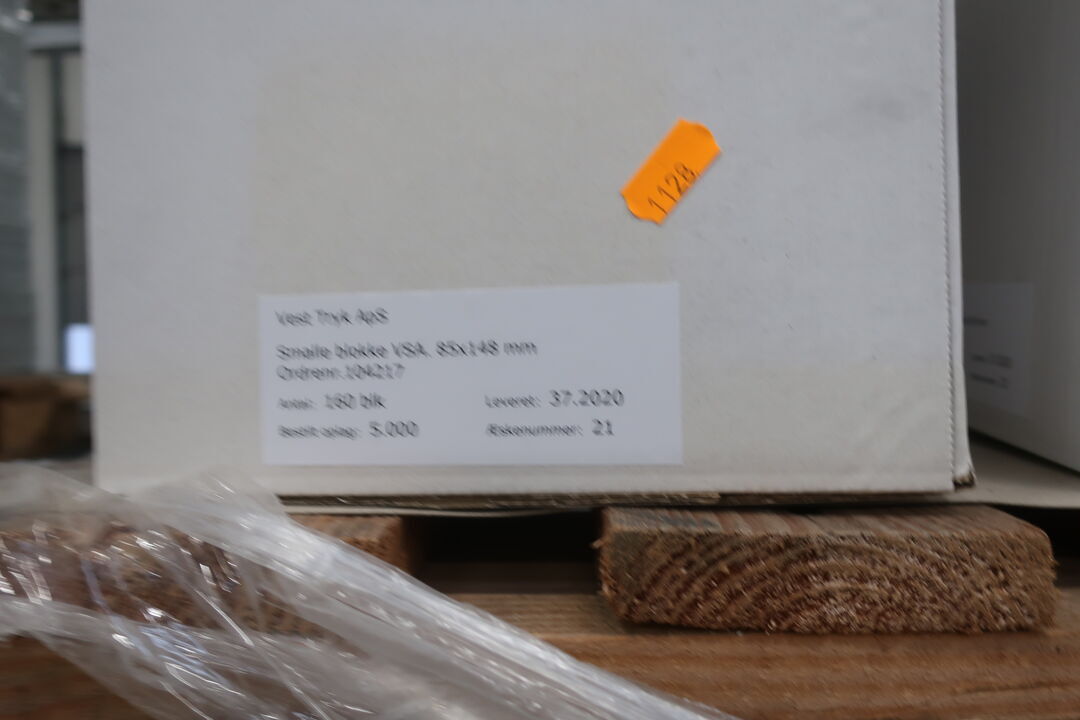 1128
Vest Tryk ApS
Smalle blokke VSA. 85x148 mm
Ordrenr. 104217
Antal: 160 blk
Leveret: 37.2020
Bestilt oplag: 5.000
Æskenummer: 21